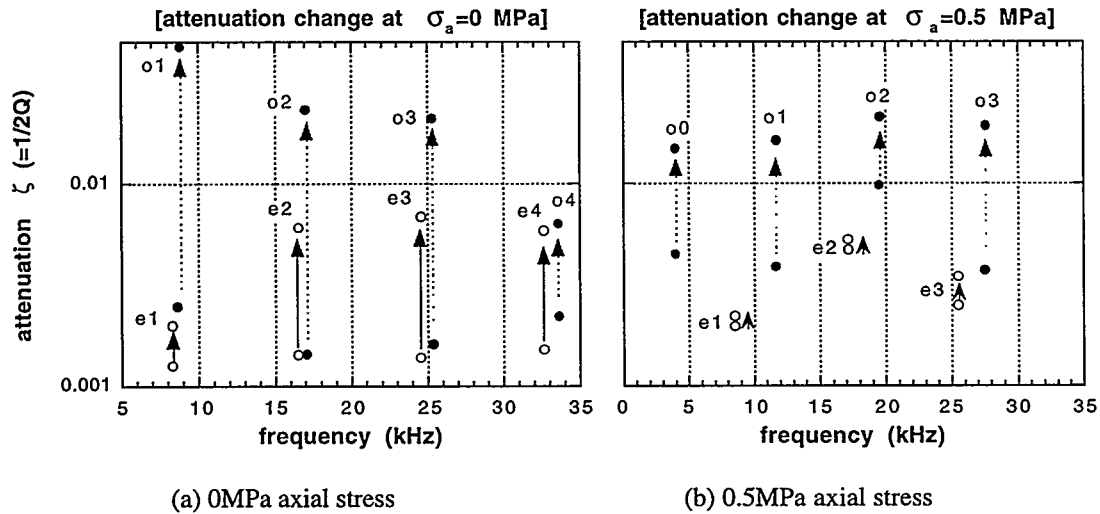 [attenuation change at σa=0 MPa]
[attenuation change at σa=0.5 MPa]
attenuation ζ (=1/2Q)
0.01
0.001
o1
o2
o3
e1
e2
e3
e4
o4
5 10 15 20 25 30 35
frequency (kHz)
o0
o1
o2
o3
e1
e2
e3
0 5 10 15 20 25 30 35
frequency (kHz)
(a) 0MPa axial stress
(b) 0.5MPa axial stress